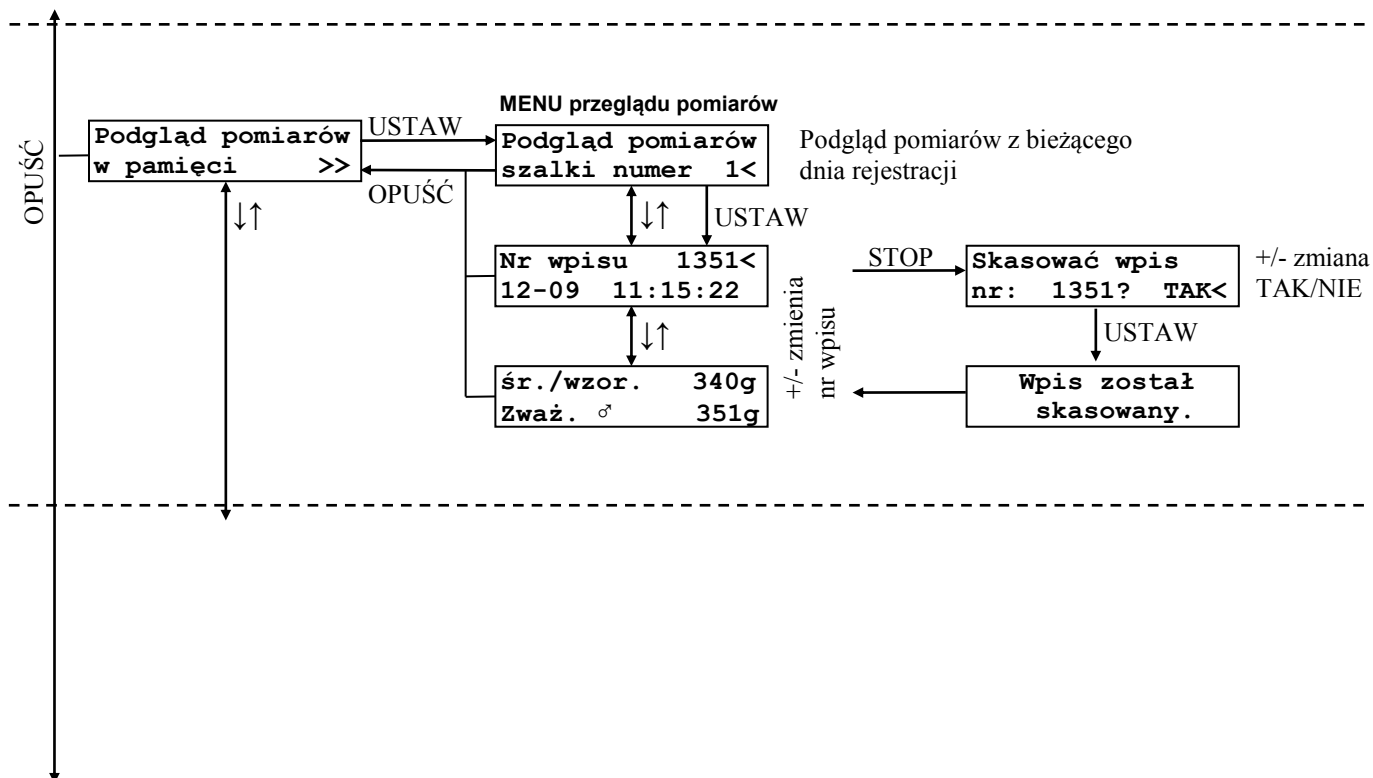 MENU przeglądu pomiarów
OPUŚĆ
Podgląd pomiarów
w pamięci >>
USTAW
OPUŚĆ
Podgląd pomiarów
szalki numer 1<
Podgląd pomiarów z bieżącego
dnia rejestracji
↓↑
↓↑
USTAW
Nr wpisu 1351<
12-09 11:15:22
+/- zmienia
nr wpisu
STOP
Skasować wpis
nr: 1351? TAK<
+/- zmiana
TAK/NIE
↓↑
USTAW
śr./wzor. 340g
Zważ. ♂ 351g
Wpis został
skasowany.